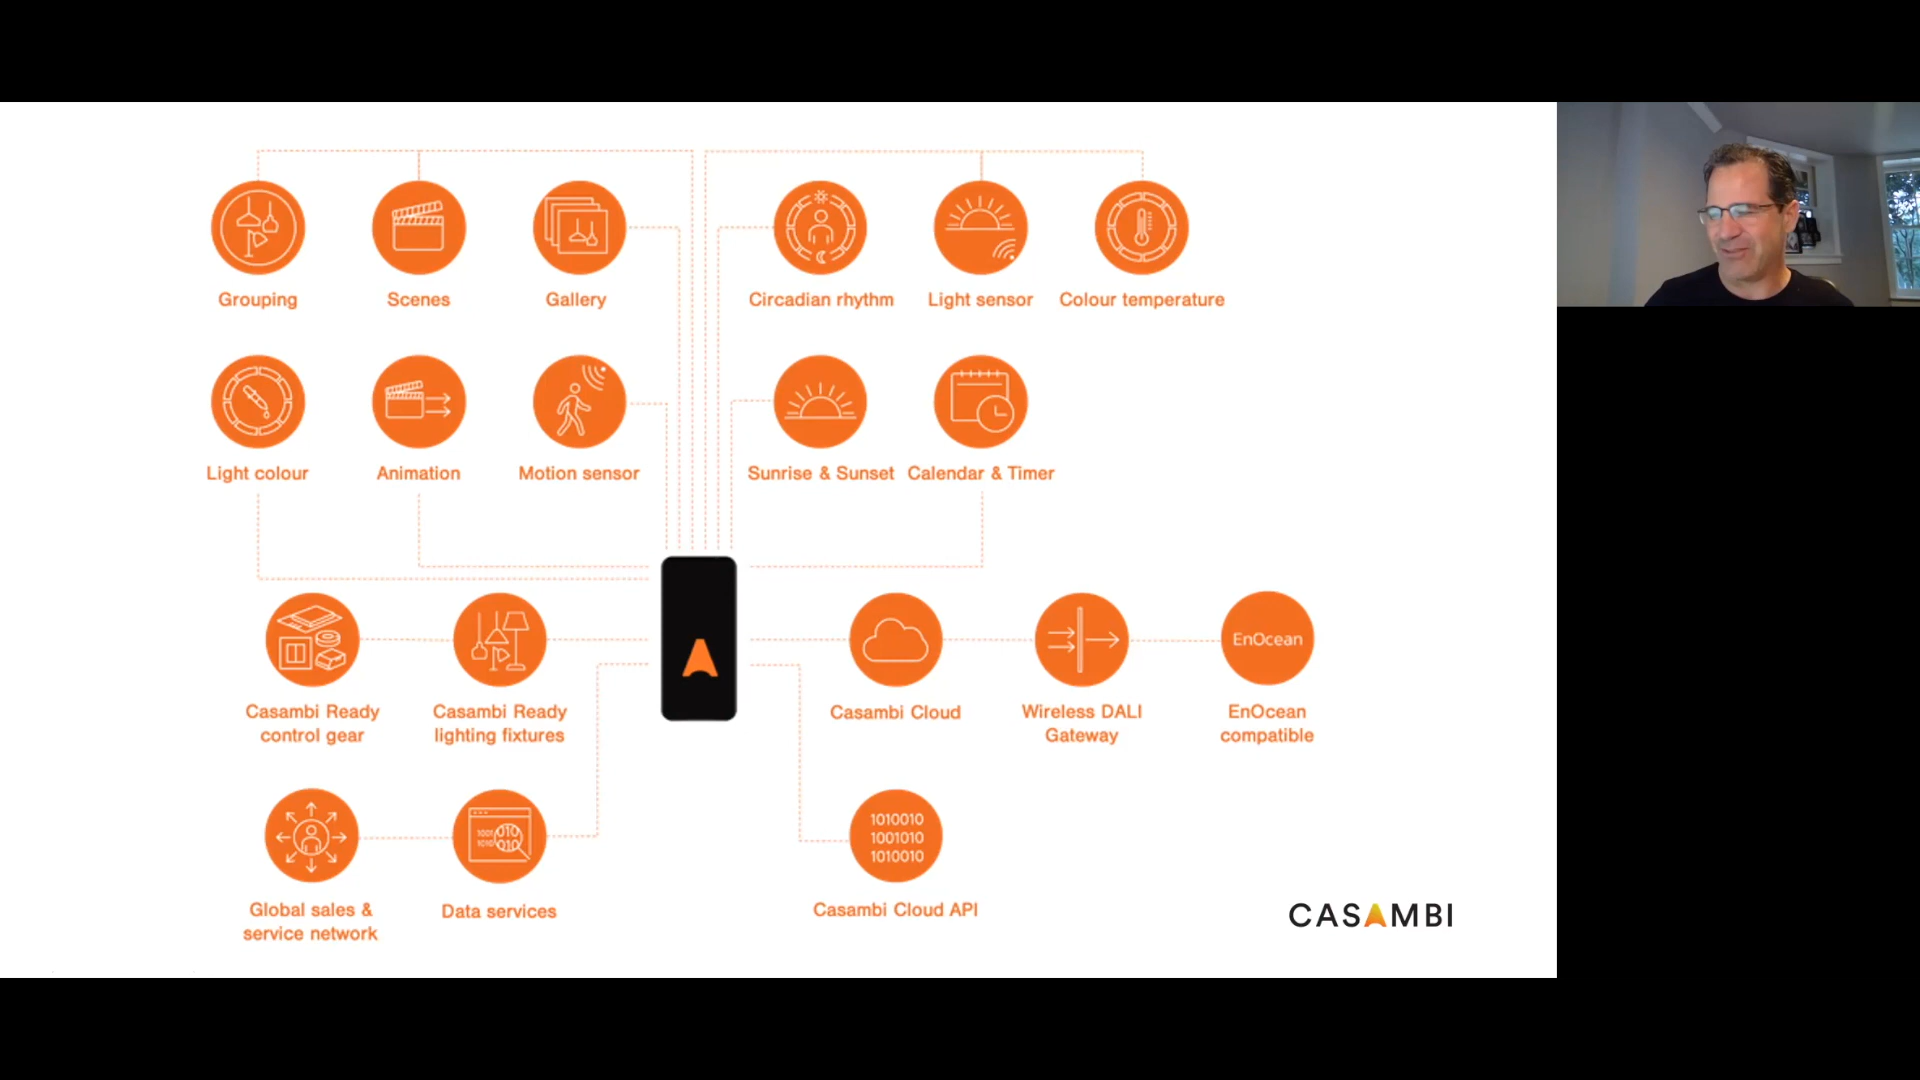 Grouping
Scenes
Gallery
Circadian rhythm
Light sensor
Colour temperature
Light colour
Animation
Motion sensor
Sunrise & Sunset
Calendar & Timer
EnOcean
Casambi Ready
control gear
Casambi Ready
lighting fixtures
Casambi Cloud
Wireless DALI
Gateway
EnOcean
compatible
1001010
1010010
1010010
1001010
1010010
Global sales &
service network
Data services
Casambi Cloud API
CASAMBI